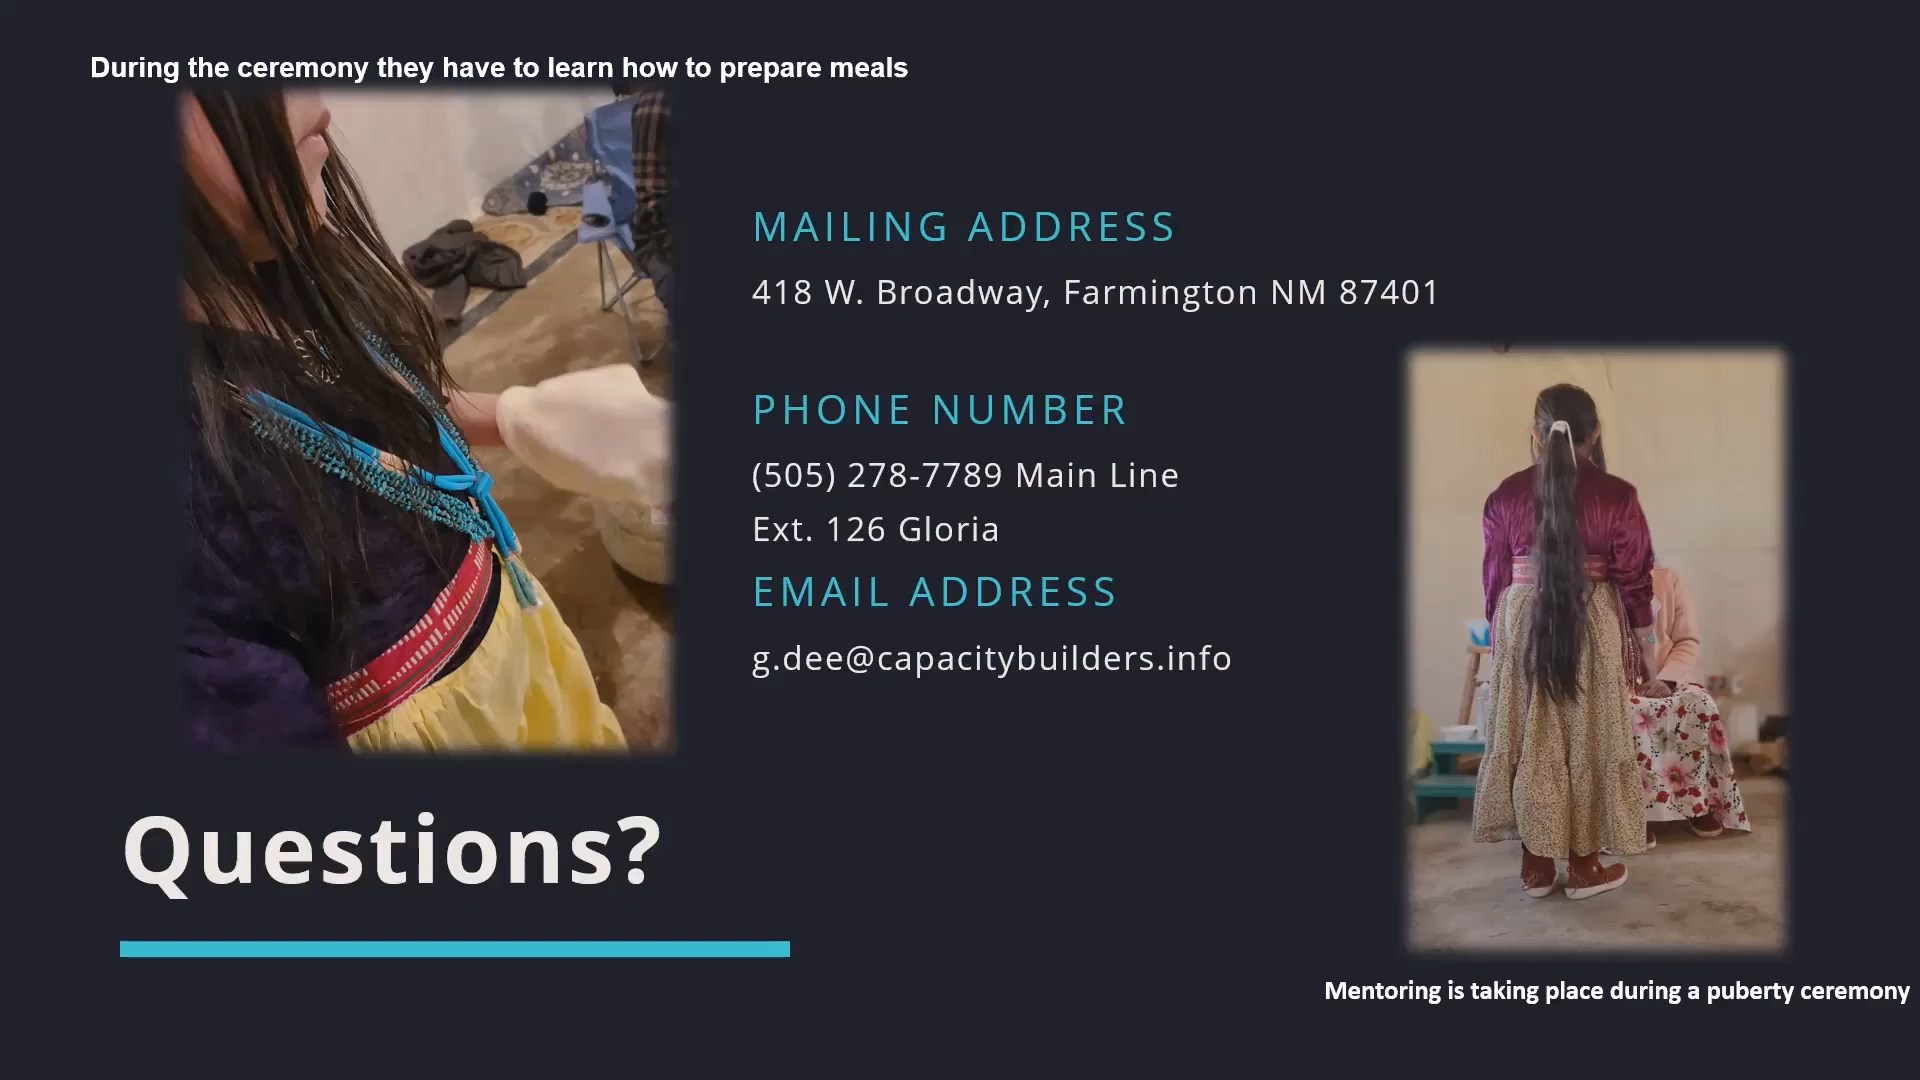 During the ceremony they have to learn how to prepare meals
MAILING ADDRESS
418 W. Broadway, Farmington NM 87401
PHONE NUMBER
(505) 278-7789 Main Line
Ext. 126 Gloria
EMAIL ADDRESS
g.dee@capacitybuilders.info
Questions?
Mentoring is taking place during a puberty ceremony